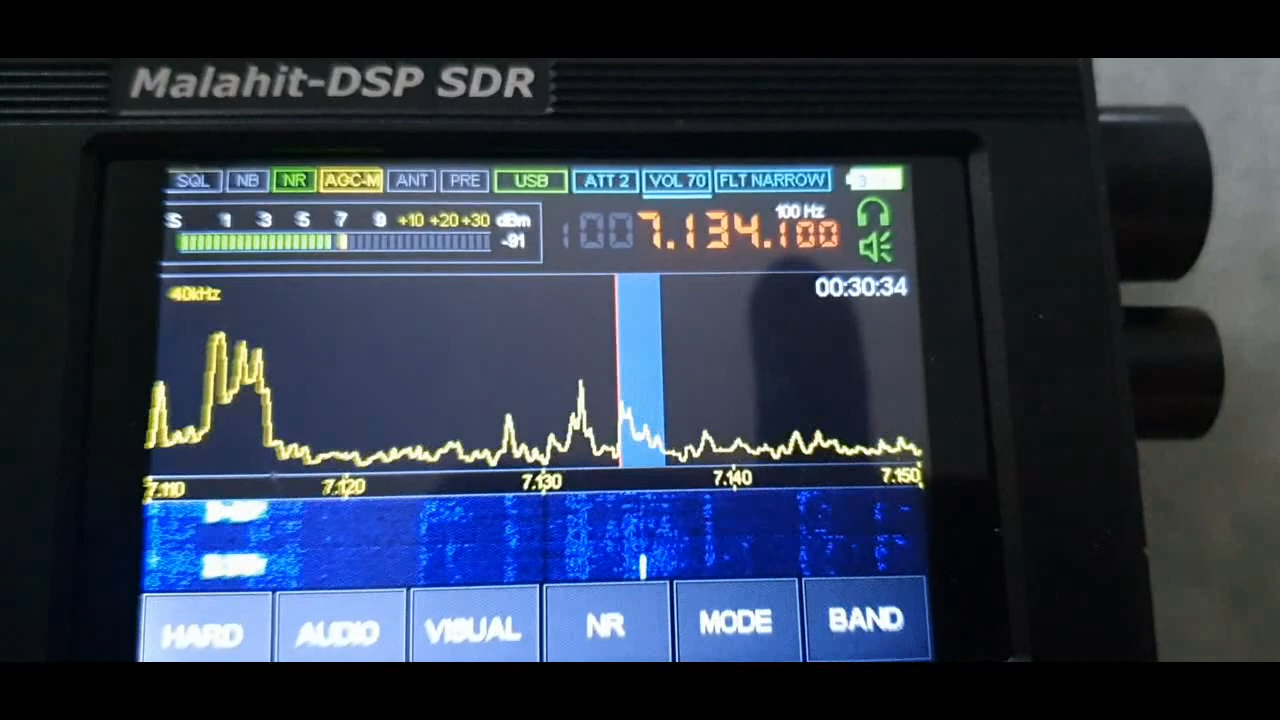 Malahit-DSP SDR
SQL NB NR AGC-M ANT PRE USB ATT 2 VOL 70 FLT NARROW
S 1 3 5 7 9 +10 +20 +30 dBm
-91
100 Hz
7.134.100
40kHz
00:30:34
7.110 7.120 7.130 7.140 7.150
HARD AUDIO VISUAL NR MODE BAND